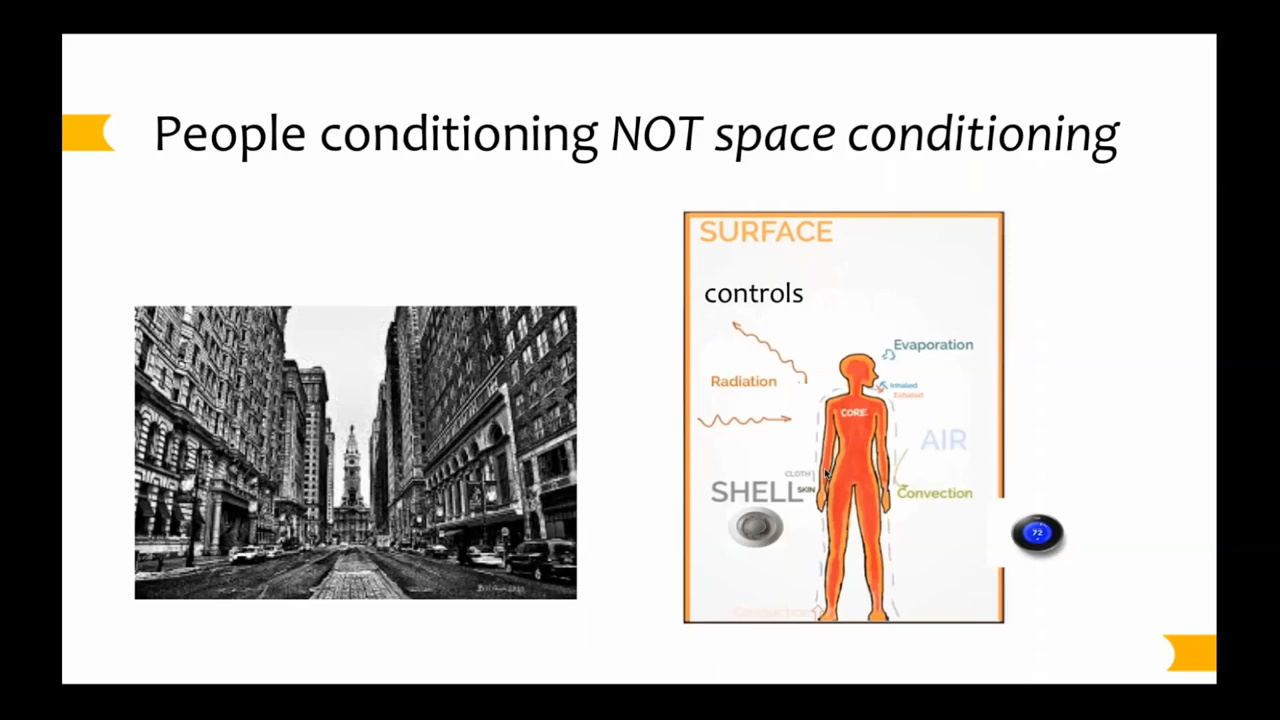 People conditioning NOT space conditioning
SURFACE
controls
Evaporation
Radiation
Inhaled
Exhaled
CORE
AIR
CLOTH
SHELL
SKIN
Convection
72
Conduction